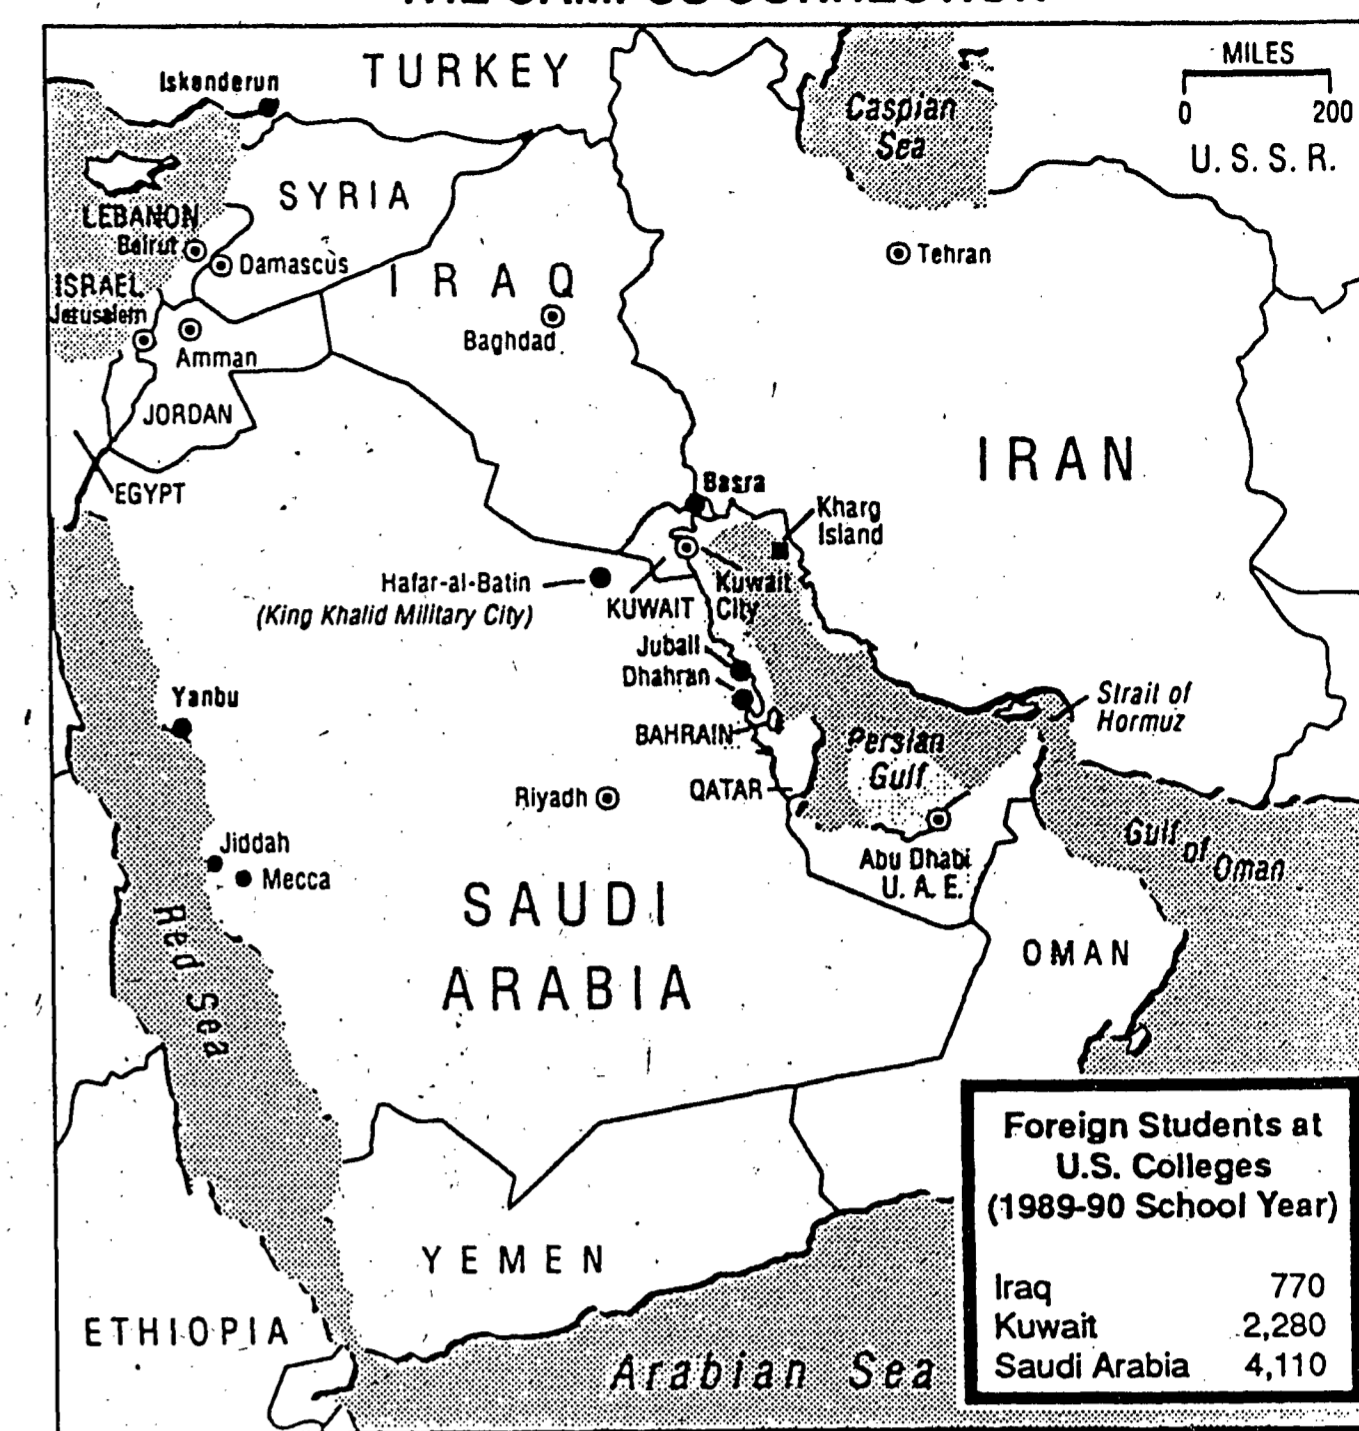 THE CAMPUS CONNECTION
TURKEY
Iskenderun
Caspian
Sea
MILES
0 200
U.S.S.R.
SYRIA
LEBANON
Beirut
Damascus
Tehran
ISRAEL
Jerusalem
IRAQ
Baghdad
Amman
JORDAN
IRAN
EGYPT
Basra
Kharg
Island
Hafar-al-Batin
(King Khalid Military City)
KUWAIT
Kuwait
City
Juball
Dhahran
Yanbu
BAHRAIN
Strait of
Hormuz
Persian
Gulf
QATAR
Riyadh
Jiddah
Mecca
Abu Dhabi
U.A.E.
Gulf of Oman
SAUDI
ARABIA
Red Sea
OMAN
YEMEN
ETHIOPIA
Arabian Sea
Foreign Students at
U.S. Colleges
(1989-90 School Year)
Iraq 770
Kuwait 2,280
Saudi Arabia 4,110